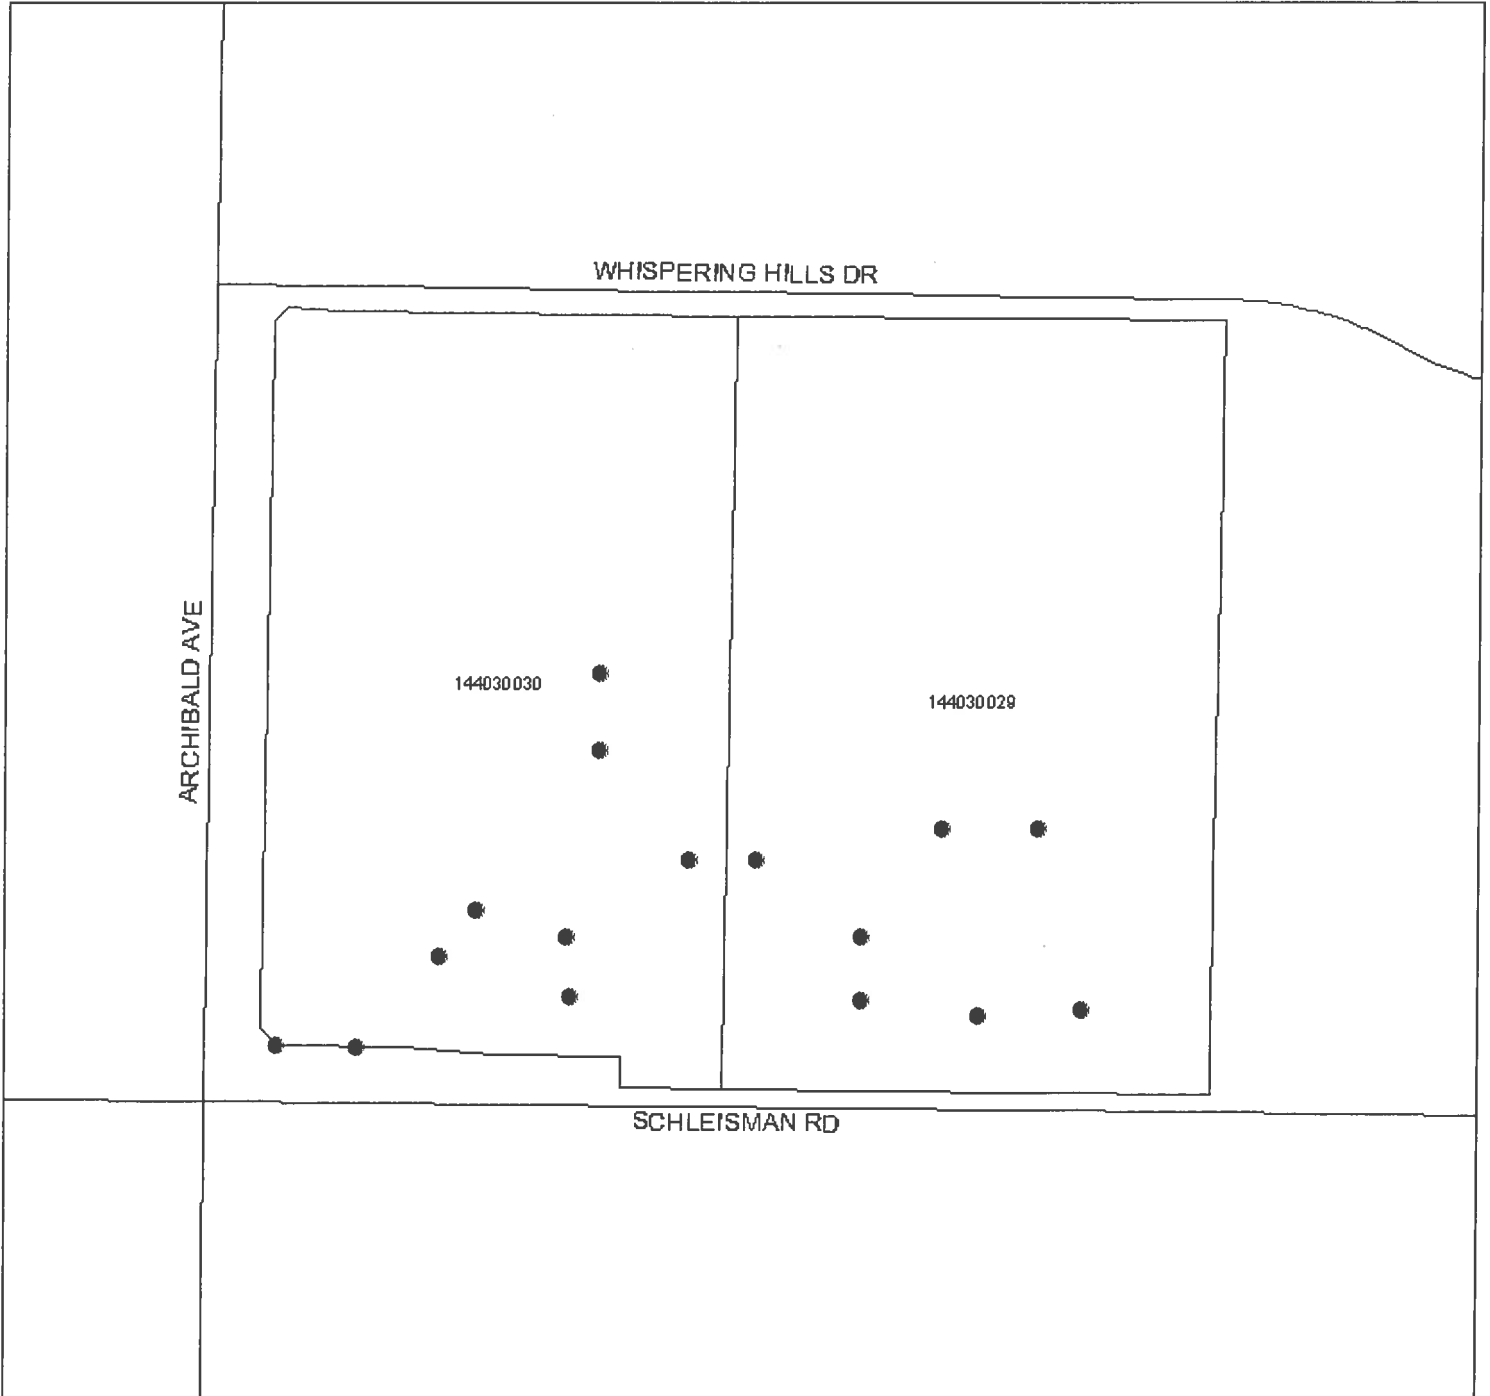 WHISPERING HILLS DR
ARCHIBALD AVE
144030030
144030029
SCHLEISMAN RD